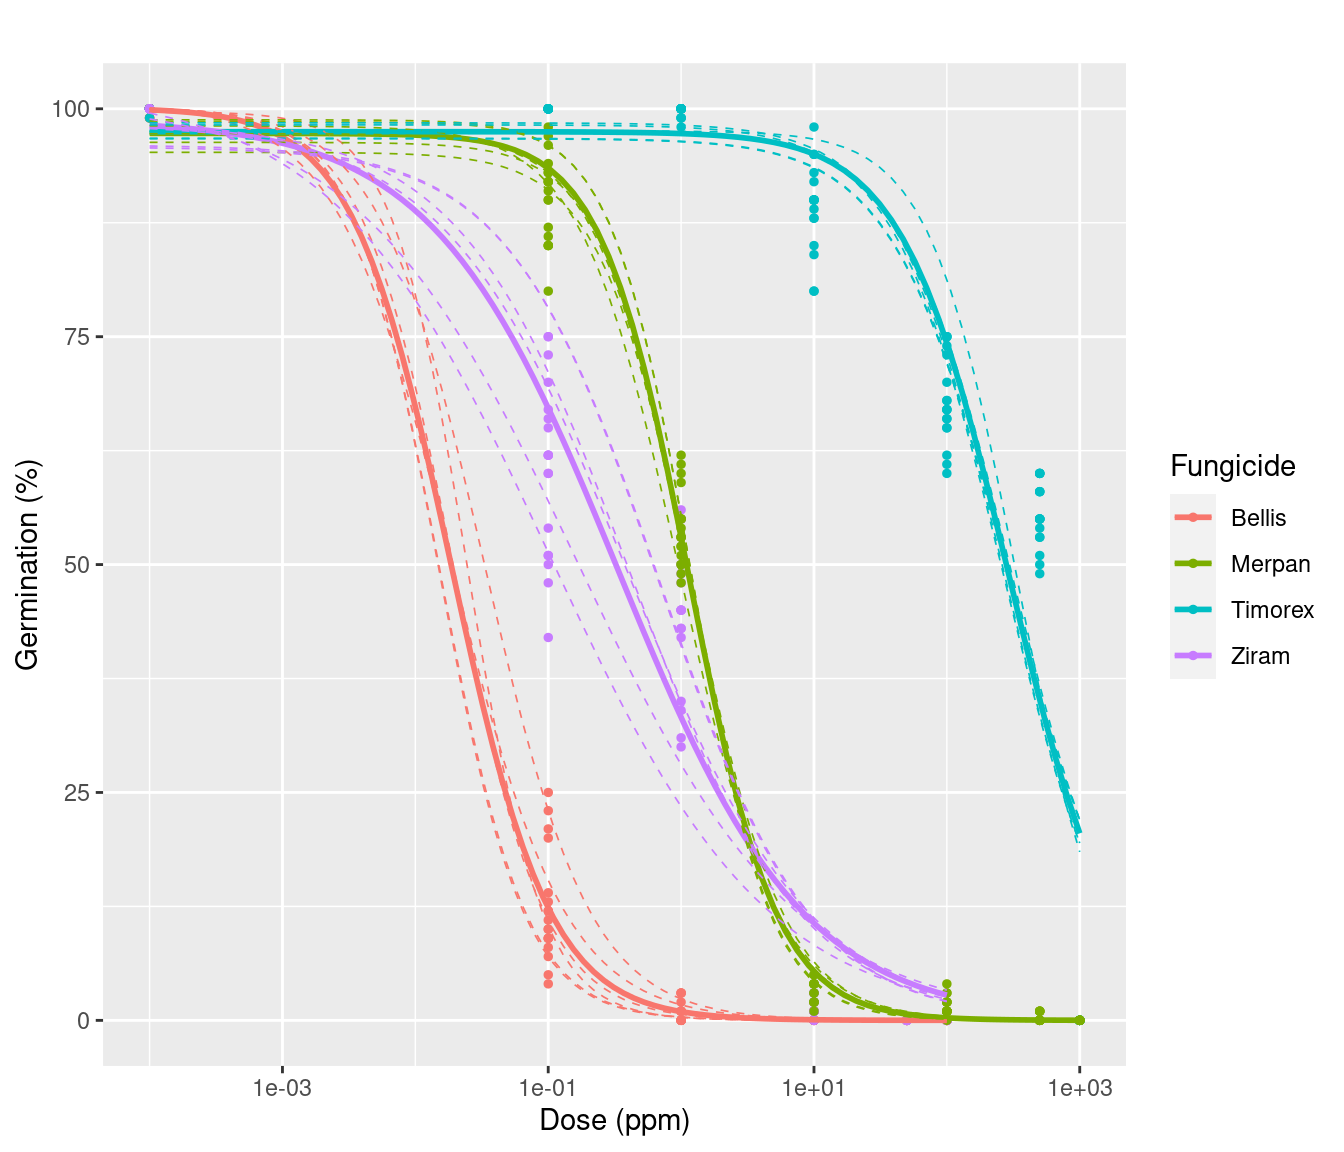 100
75
50
25
0
Germination (%)
1e-03
1e-01
1e+01
1e+03
Dose (ppm)
Fungicide
Bellis
Merpan
Timorex
Ziram